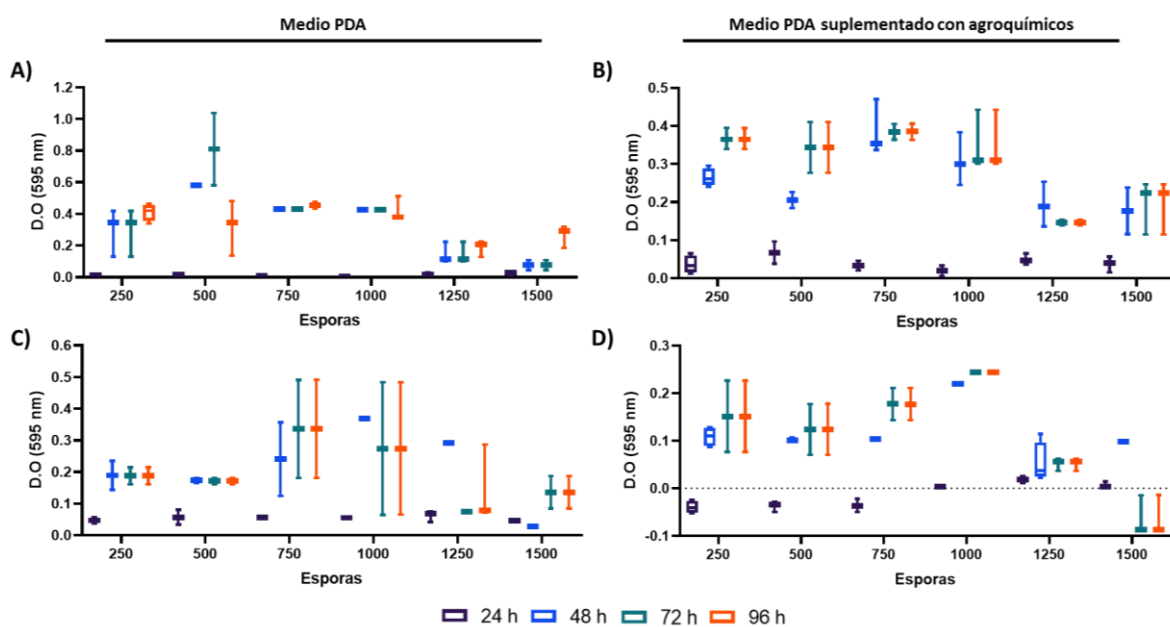 Medio PDA
Medio PDA suplementado con agroquímicos
A)
1.2
1.0
0.8
0.6
0.4
0.2
0.0
D.O (595 nm)
250 500 750 1000 1250 1500
Esporas
B)
0.5
0.4
0.3
0.2
0.1
0.0
D.O (595 nm)
250 500 750 1000 1250 1500
Esporas
C)
0.6
0.5
0.4
0.3
0.2
0.1
0.0
D.O (595 nm)
250 500 750 1000 1250 1500
Esporas
D)
0.3
0.2
0.1
0.0
-0.1
D.O (595 nm)
250 500 750 1000 1250 1500
Esporas
24 h 48 h 72 h 96 h